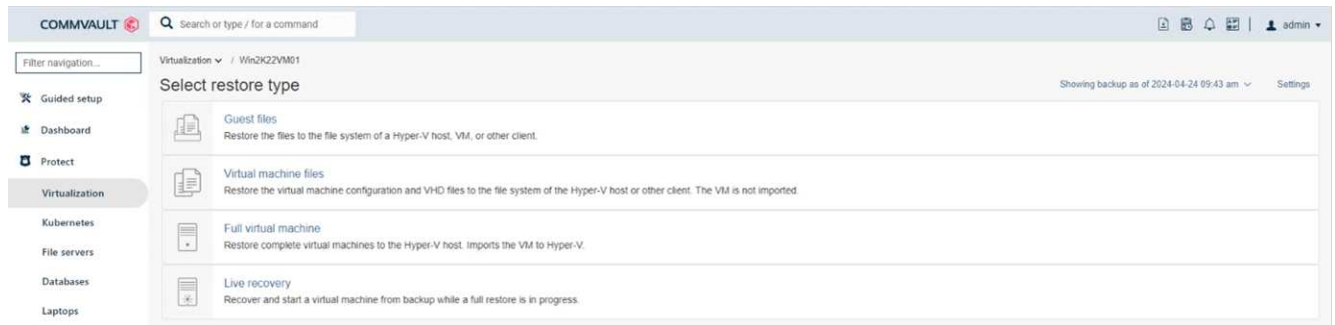 COMMVAULT
Search or type / for a command
admin
Filter navigation...
Guided setup
Dashboard
Protect
Virtualization
Kubernetes
File servers
Databases
Laptops
Virtualization / Win2K22VM01
Select restore type
Showing backup as of 2024-04-24 09:43 am
Settings
Guest files
Restore the files to the file system of a Hyper-V host, VM, or other client.
Virtual machine files
Restore the virtual machine configuration and VHD files to the file system of the Hyper-V host or other client. The VM is not imported.
Full virtual machine
Restore complete virtual machines to the Hyper-V host. Imports the VM to Hyper-V.
Live recovery
Recover and start a virtual machine from backup while a full restore is in progress.